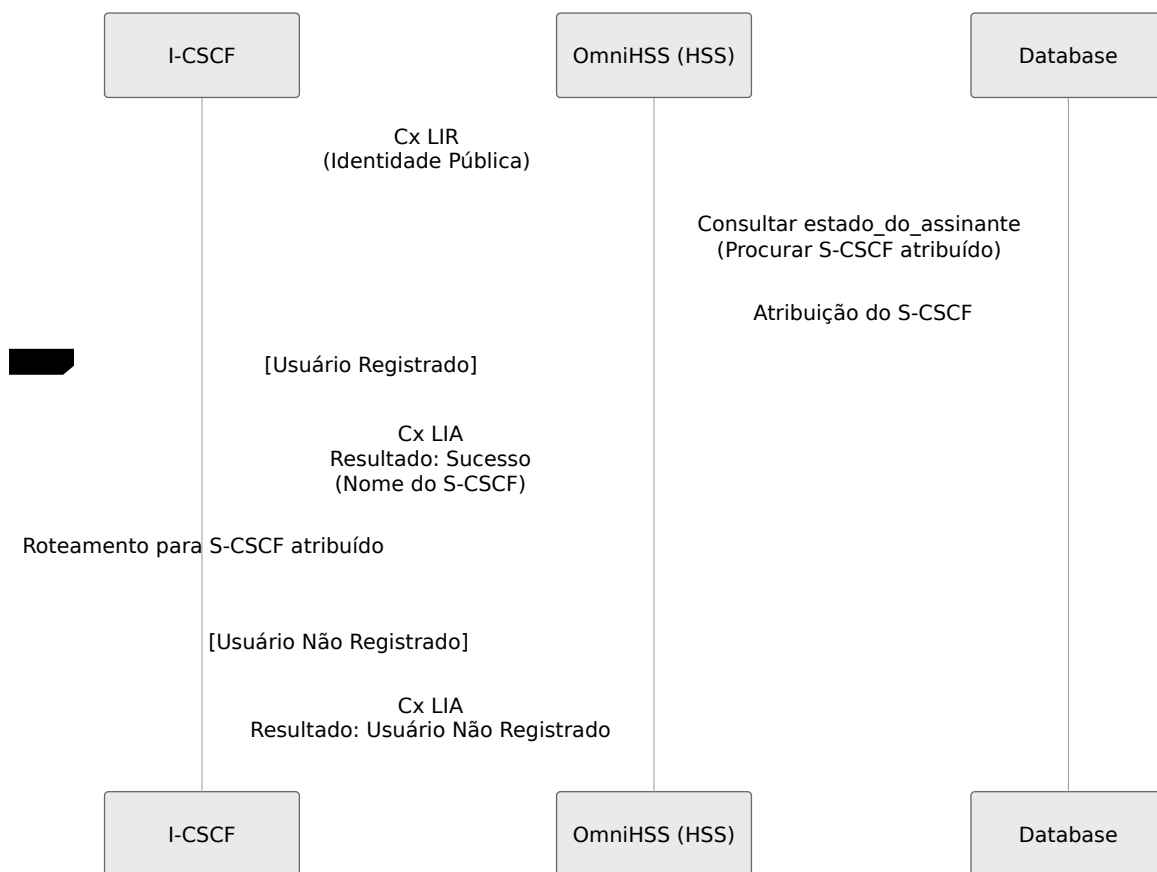 I-CSCF
OmniHSS (HSS)
Database
Cx LIR
(Identidade Pública)
Consultar estado_do_assinante
(Procurar S-CSCF atribuído)
Atribuição do S-CSCF
[Usuário Registrado]
Cx LIA
Resultado: Sucesso
(Nome do S-CSCF)
Roteamento para S-CSCF atribuído
[Usuário Não Registrado]
Cx LIA
Resultado: Usuário Não Registrado
I-CSCF
OmniHSS (HSS)
Database